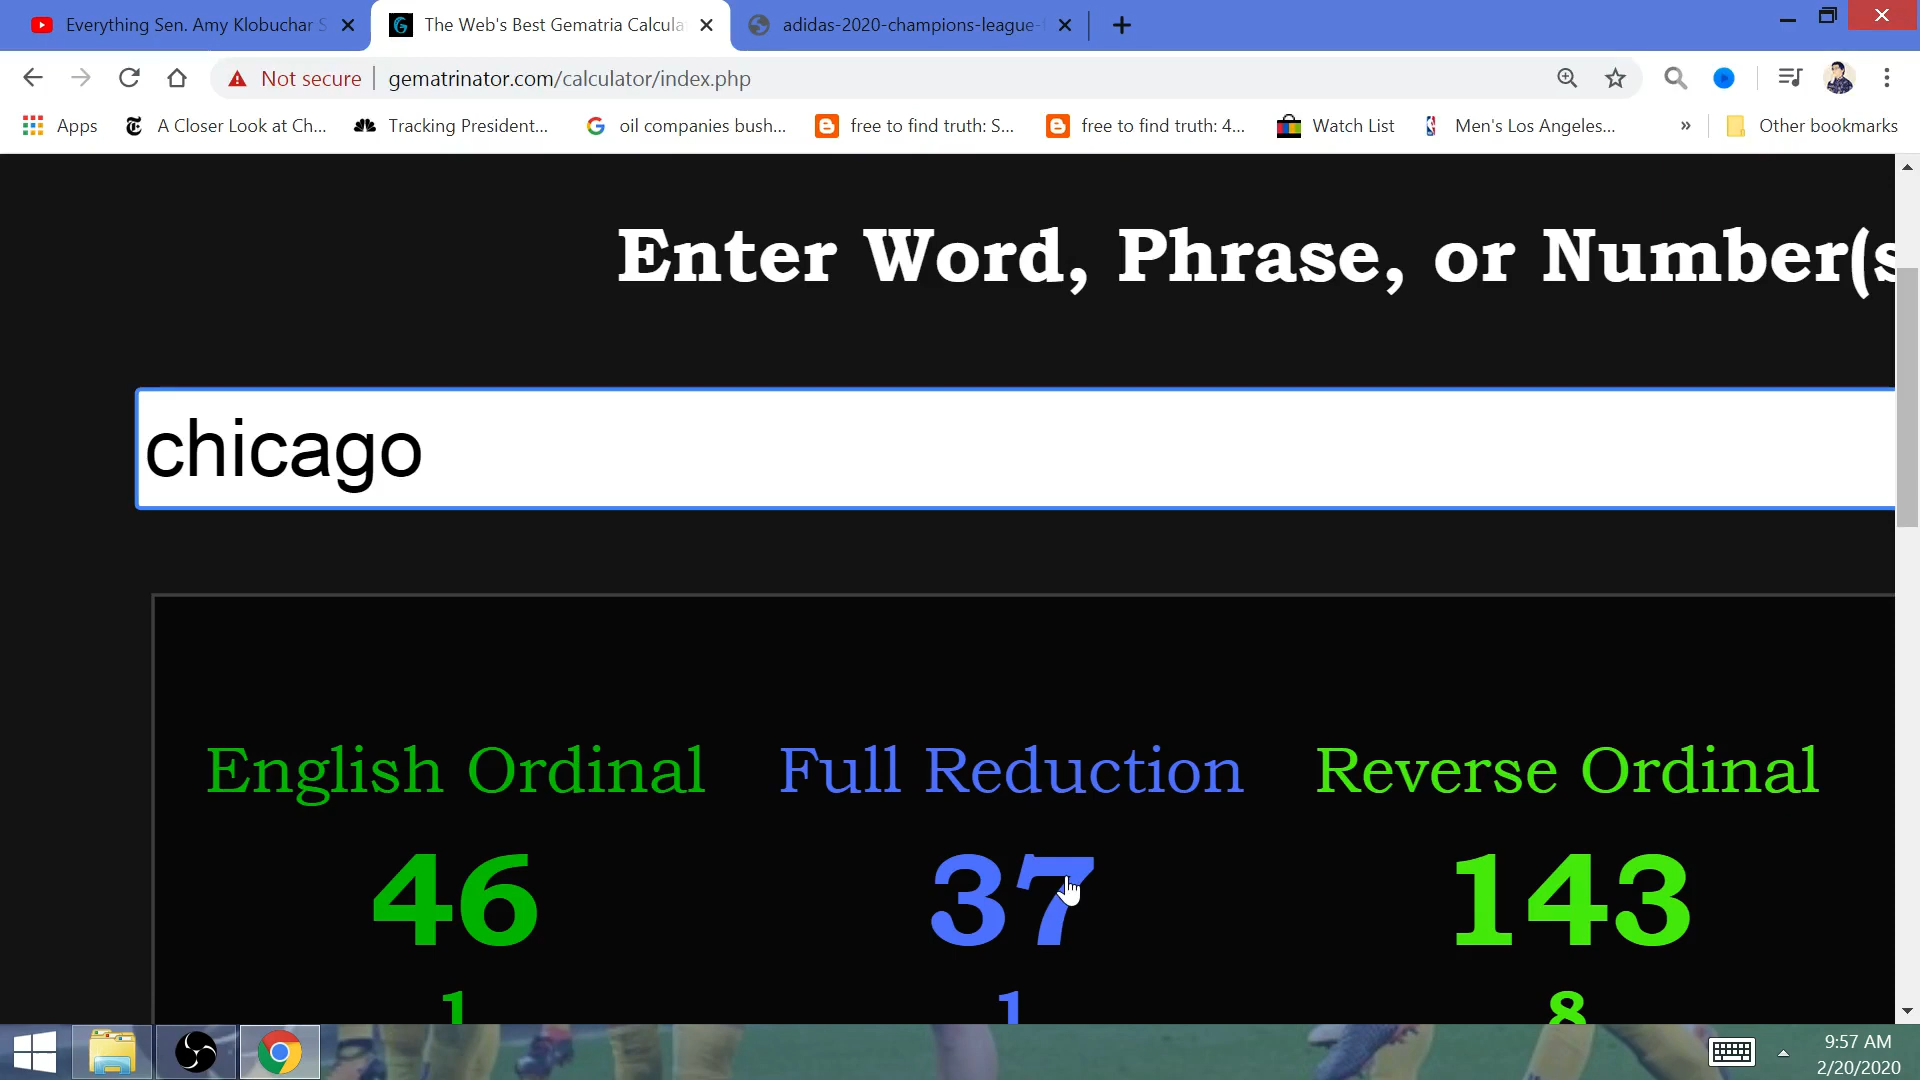 Everything Sen. Amy Klobuchar S
The Web's Best Gematria Calcula
adidas-2020-champions-league-
Not secure
gematrinator.com/calculator/index.php
Apps
A Closer Look at Ch...
Tracking President...
oil companies bush...
free to find truth: S...
free to find truth: 4...
Watch List
Men's Los Angeles...
»
Other bookmarks
Enter Word, Phrase, or Number(s
chicago
English Ordinal Full Reduction Reverse Ordinal
46 37 143
1 1 8
9:57 AM
2/20/2020